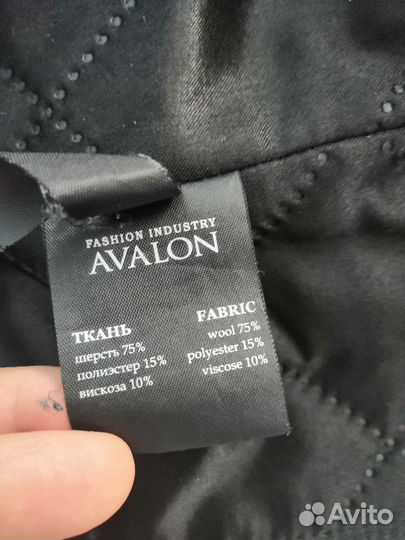 FASHION INDUSTRY
AVALON
ТКАНЬ
шерсть 75%
полиэстер 15%
вискоза 10%
FABRIC
wool 75%
polyester 15%
viscose 10%
Avito